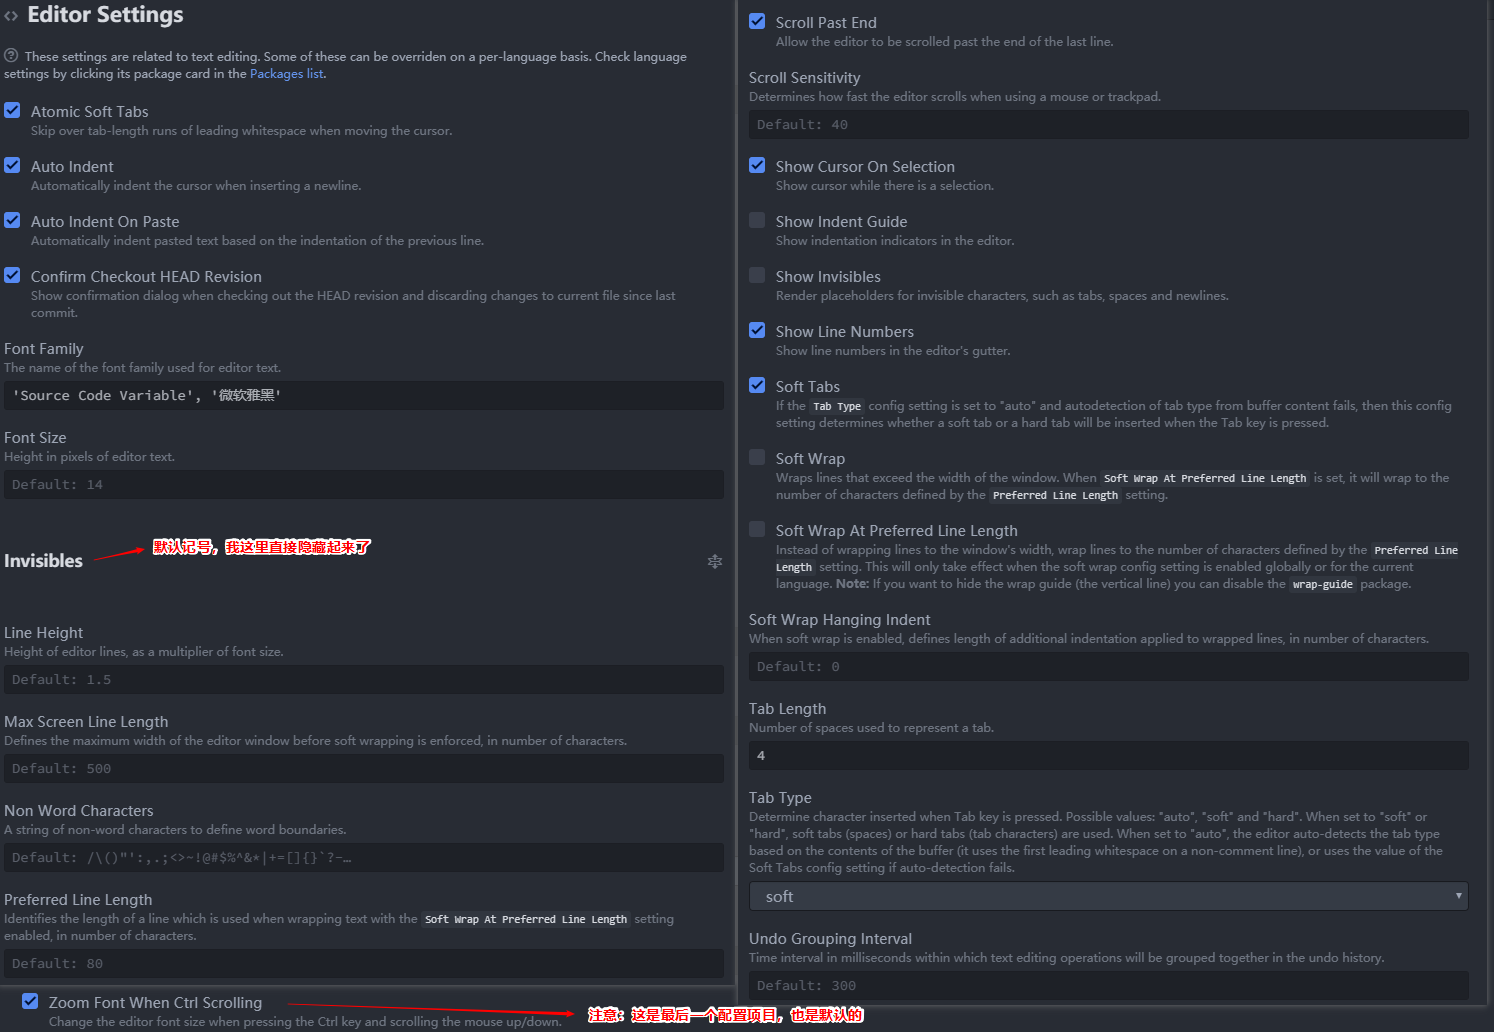 Editor Settings
These settings are related to text editing. Some of these can be overriden on a per-language basis. Check language
settings by clicking its package card in the Packages list.
Atomic Soft Tabs
Skip over tab-length runs of leading whitespace when moving the cursor.
Auto Indent
Automatically indent the cursor when inserting a newline.
Auto Indent On Paste
Automatically indent pasted text based on the indentation of the previous line.
Confirm Checkout HEAD Revision
Show confirmation dialog when checking out the HEAD revision and discarding changes to current file since last
commit.
Font Family
The name of the font family used for editor text.
'Source Code Variable', '微软雅黑'
Font Size
Height in pixels of editor text.
Default: 14
Invisibles
默认记号，我这里直接隐藏起来了
Line Height
Height of editor lines, as a multiplier of font size.
Default: 1.5
Max Screen Line Length
Defines the maximum width of the editor window before soft wrapping is enforced, in number of characters.
Default: 500
Non Word Characters
A string of non-word characters to define word boundaries.
Default: /\()"':,.;<>~!@#$%^&*|+=[]{}`?-…
Preferred Line Length
Identifies the length of a line which is used when wrapping text with the Soft Wrap At Preferred Line Length setting
enabled, in number of characters.
Default: 80
Zoom Font When Ctrl Scrolling
Change the editor font size when pressing the Ctrl key and scrolling the mouse up/down.
注意：这是最后一个配置项目，也是默认的
Scroll Past End
Allow the editor to be scrolled past the end of the last line.
Scroll Sensitivity
Determines how fast the editor scrolls when using a mouse or trackpad.
Default: 40
Show Cursor On Selection
Show cursor while there is a selection.
Show Indent Guide
Show indentation indicators in the editor.
Show Invisibles
Render placeholders for invisible characters, such as tabs, spaces and newlines.
Show Line Numbers
Show line numbers in the editor's gutter.
Soft Tabs
If the Tab Type config setting is set to "auto" and autodetection of tab type from buffer content fails, then this config
setting determines whether a soft tab or a hard tab will be inserted when the Tab key is pressed.
Soft Wrap
Wraps lines that exceed the width of the window. When Soft Wrap At Preferred Line Length is set, it will wrap to the
number of characters defined by the Preferred Line Length setting.
Soft Wrap At Preferred Line Length
Instead of wrapping lines to the window's width, wrap lines to the number of characters defined by the Preferred Line
Length setting. This will only take effect when the soft wrap config setting is enabled globally or for the current
language. Note: If you want to hide the wrap guide (the vertical line) you can disable the wrap-guide package.
Soft Wrap Hanging Indent
When soft wrap is enabled, defines length of additional indentation applied to wrapped lines, in number of characters.
Default: 0
Tab Length
Number of spaces used to represent a tab.
4
Tab Type
Determine character inserted when Tab key is pressed. Possible values: "auto", "soft" and "hard". When set to "soft" or
"hard", soft tabs (spaces) or hard tabs (tab characters) are used. When set to "auto", the editor auto-detects the tab type
based on the contents of the buffer (it uses the first leading whitespace on a non-comment line), or uses the value of the
Soft Tabs config setting if auto-detection fails.
soft
Undo Grouping Interval
Time interval in milliseconds within which text editing operations will be grouped together in the undo history.
Default: 300